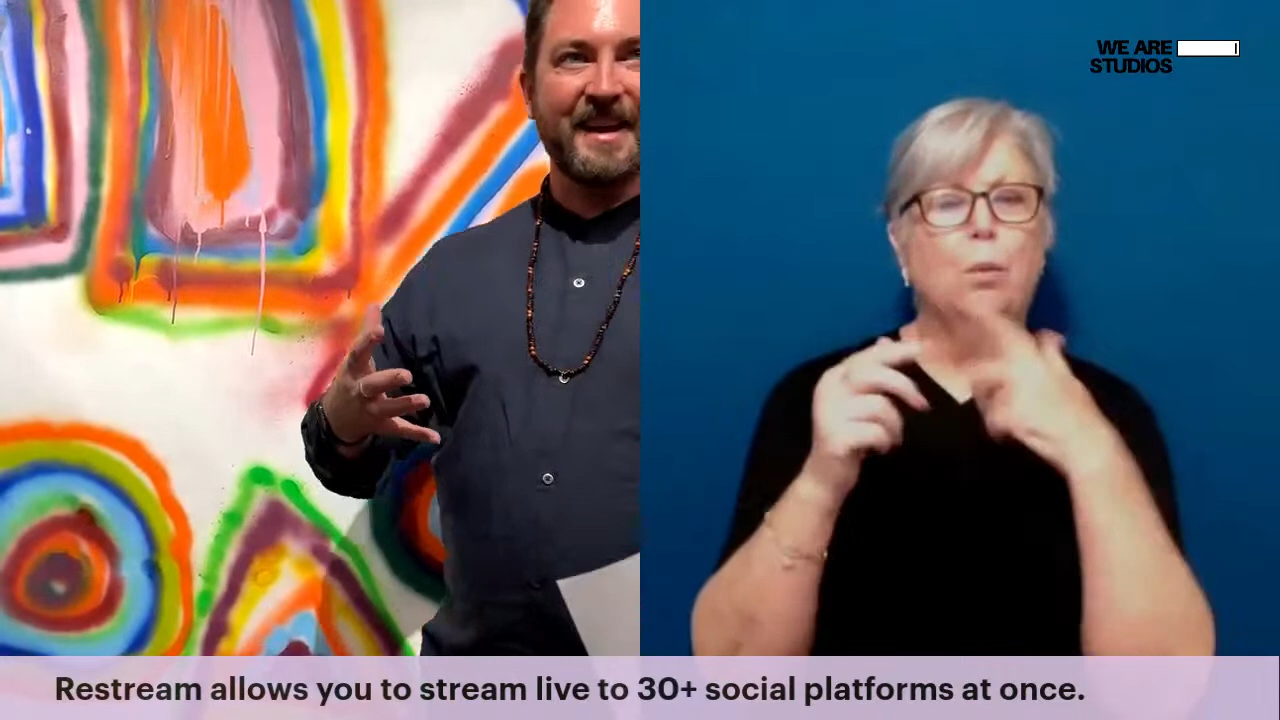 WE ARE
STUDIOS
Restream allows you to stream live to 30+ social platforms at once.